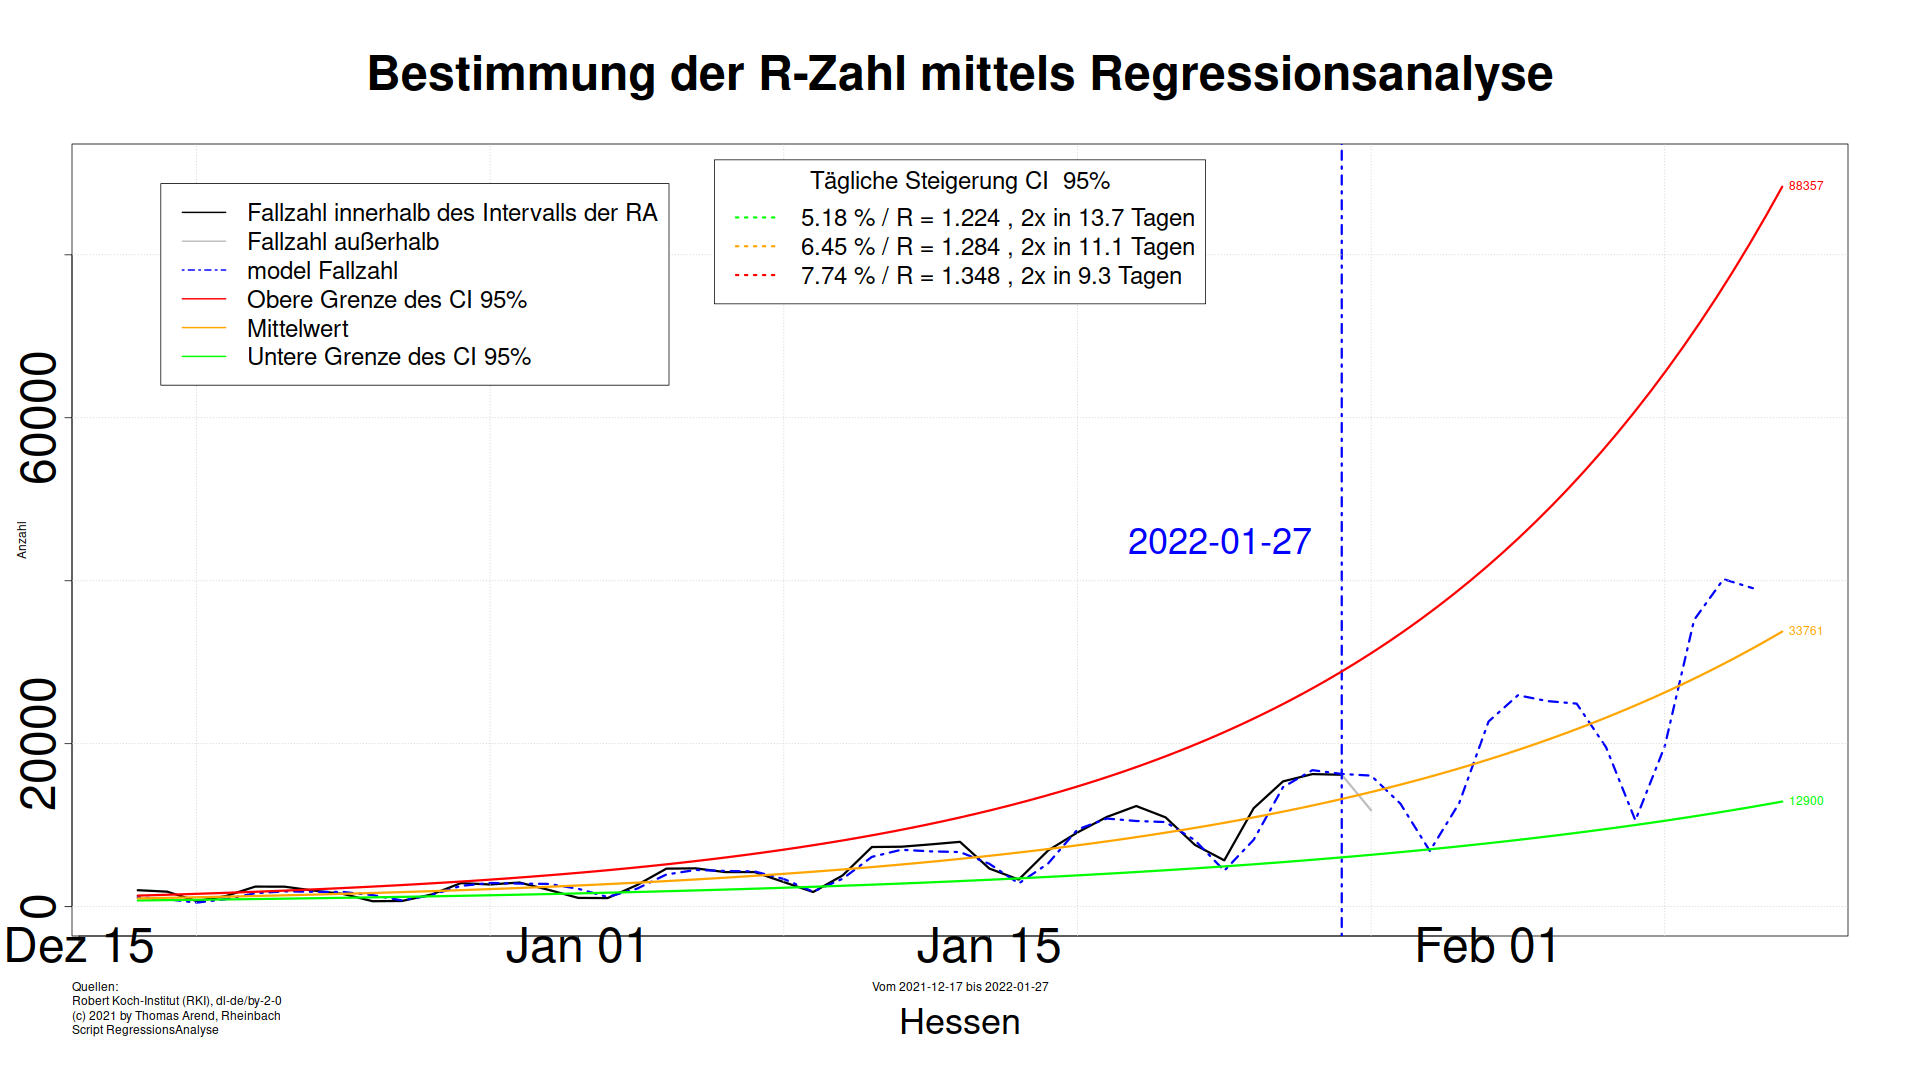 Bestimmung der R-Zahl mittels Regressionsanalyse
Fallzahl innerhalb des Intervalls der RA
Fallzahl außerhalb
model Fallzahl
Obere Grenze des CI 95%
Mittelwert
Untere Grenze des CI 95%
Tägliche Steigerung CI  95%
5.18 % / R = 1.224 , 2x in 13.7 Tagen
6.45 % / R = 1.284 , 2x in 11.1 Tagen
7.74 % / R = 1.348 , 2x in 9.3 Tagen
88357
60000
Anzahl
2022-01-27
33761
20000
12900
0
Dez 15
Jan 01
Jan 15
Feb 01
Quellen:
Robert Koch-Institut (RKI), dl-de/by-2-0
(c) 2021 by Thomas Arend, Rheinbach
Script RegressionsAnalyse
Vom 2021-12-17 bis 2022-01-27
Hessen